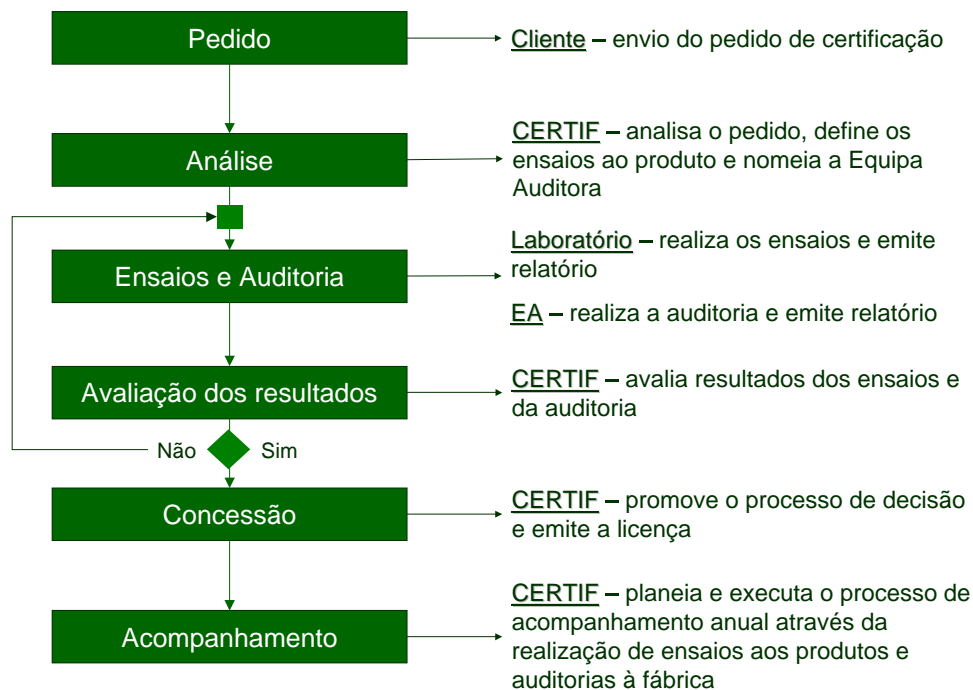 Pedido
Cliente – envio do pedido de certificação
Análise
CERTIF – analisa o pedido, define os
ensaios ao produto e nomeia a Equipa
Auditora
Ensaios e Auditoria
Laboratório – realiza os ensaios e emite
relatório
EA – realiza a auditoria e emite relatório
Avaliação dos resultados
CERTIF – avalia resultados dos ensaios e
da auditoria
Não
Sim
Concessão
CERTIF – promove o processo de decisão
e emite a licença
Acompanhamento
CERTIF – planeia e executa o processo de
acompanhamento anual através da
realização de ensaios aos produtos e
auditorias à fábrica